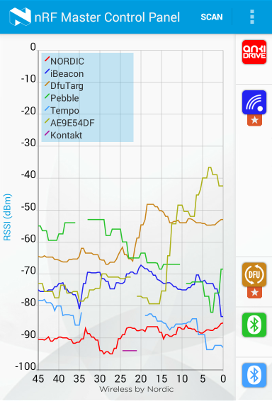 nRF Master Control Panel SCAN
ANKI DRIVE
0
-10
-20
-30
-40
-50
-60
-70
-80
-90
-100
RSSI (dBm)
NORDIC
iBeacon
DfuTarg
Pebble
Tempo
AE9E54DF
Kontakt
DFU
45 40 35 30 25 20 15 10 5 0
Wireless by Nordic